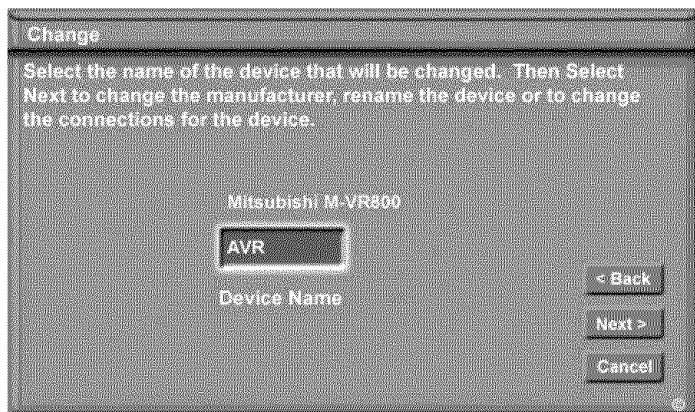 Change
Select the name of the device that will be changed. Then Select
Next to change the manufacturer, rename the device or to change
the connections for the device.
Mitsubishi M-VR800
AVR
Device Name
< Back
Next >
Cancel